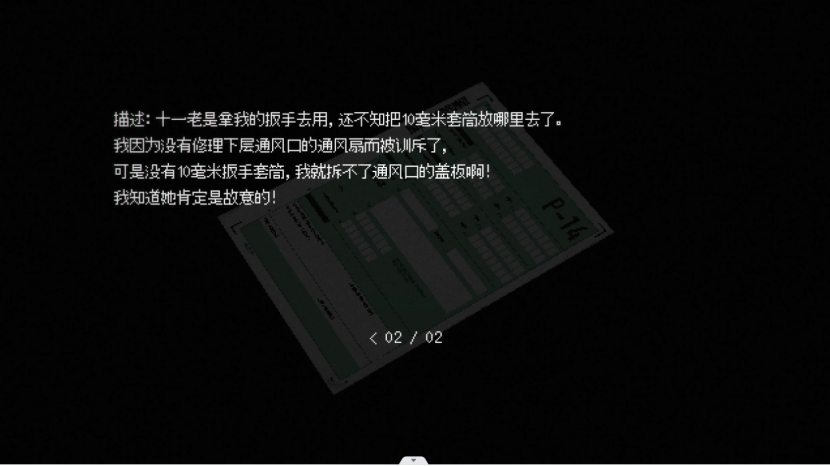 描述: 十一老是拿我的扳手去用, 还不知把10毫米套筒放哪里去了。
我因为没有修理下层通风口的通风扇而被训斥了,
可是没有10毫米扳手套筒, 我就拆不了通风口的盖板啊!
我知道她肯定是故意的!
P-14
< 02 / 02